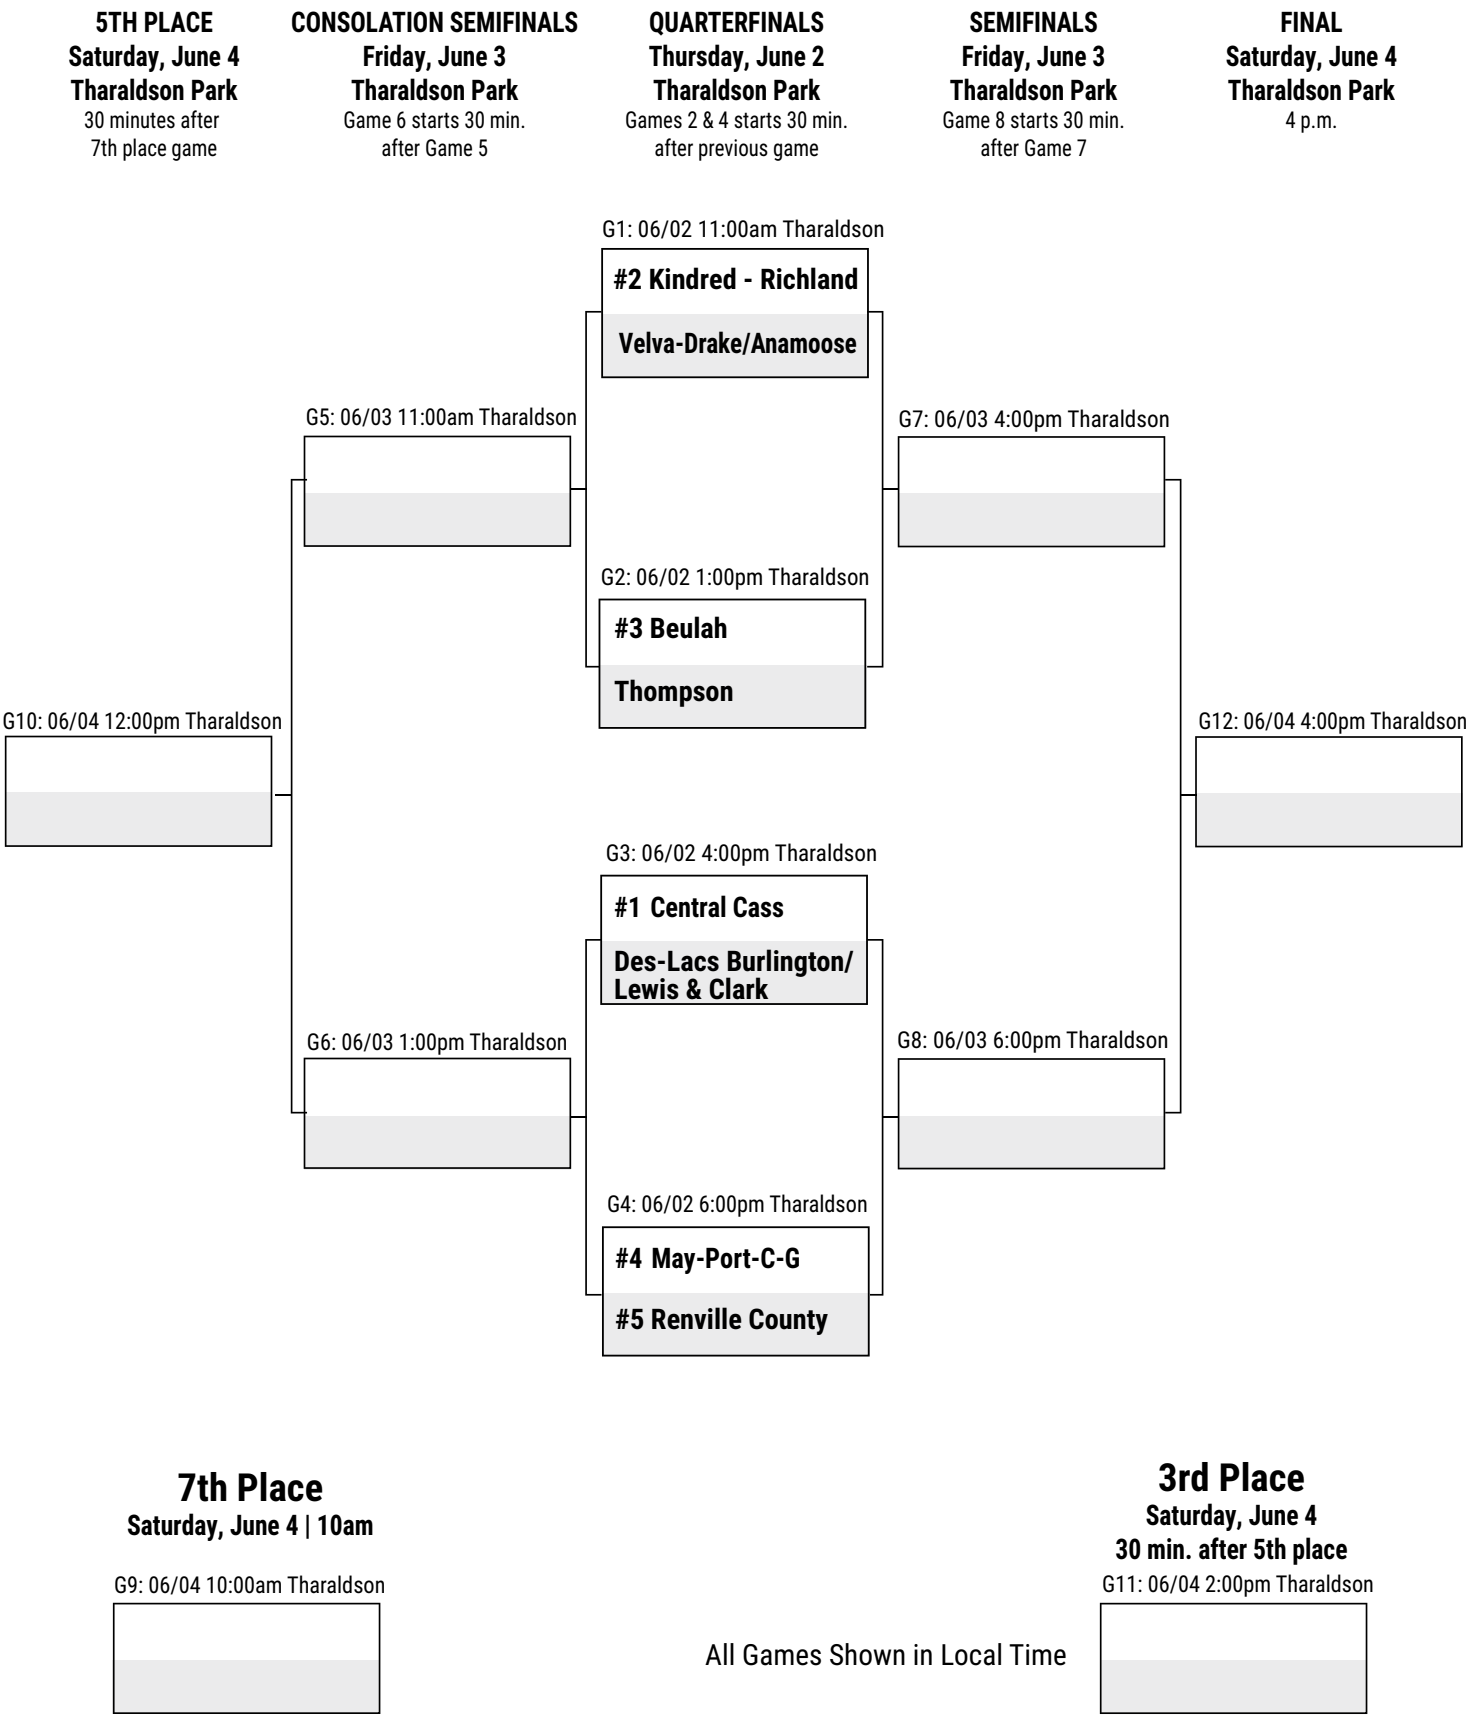 5TH PLACE
Saturday, June 4
Tharaldson Park
30 minutes after
7th place game
CONSOLATION SEMIFINALS
Friday, June 3
Tharaldson Park
Game 6 starts 30 min.
after Game 5
QUARTERFINALS
Thursday, June 2
Tharaldson Park
Games 2 & 4 starts 30 min.
after previous game
SEMIFINALS
Friday, June 3
Tharaldson Park
Game 8 starts 30 min.
after Game 7
FINAL
Saturday, June 4
Tharaldson Park
4 p.m.
G1: 06/02 11:00am Tharaldson
#2 Kindred - Richland
Velva-Drake/Anamoose
G5: 06/03 11:00am Tharaldson
G7: 06/03 4:00pm Tharaldson
G2: 06/02 1:00pm Tharaldson
#3 Beulah
Thompson
G10: 06/04 12:00pm Tharaldson
G12: 06/04 4:00pm Tharaldson
G3: 06/02 4:00pm Tharaldson
#1 Central Cass
Des-Lacs Burlington/
Lewis & Clark
G6: 06/03 1:00pm Tharaldson
G8: 06/03 6:00pm Tharaldson
G4: 06/02 6:00pm Tharaldson
#4 May-Port-C-G
#5 Renville County
7th Place
Saturday, June 4 | 10am
G9: 06/04 10:00am Tharaldson
3rd Place
Saturday, June 4
30 min. after 5th place
G11: 06/04 2:00pm Tharaldson
All Games Shown in Local Time